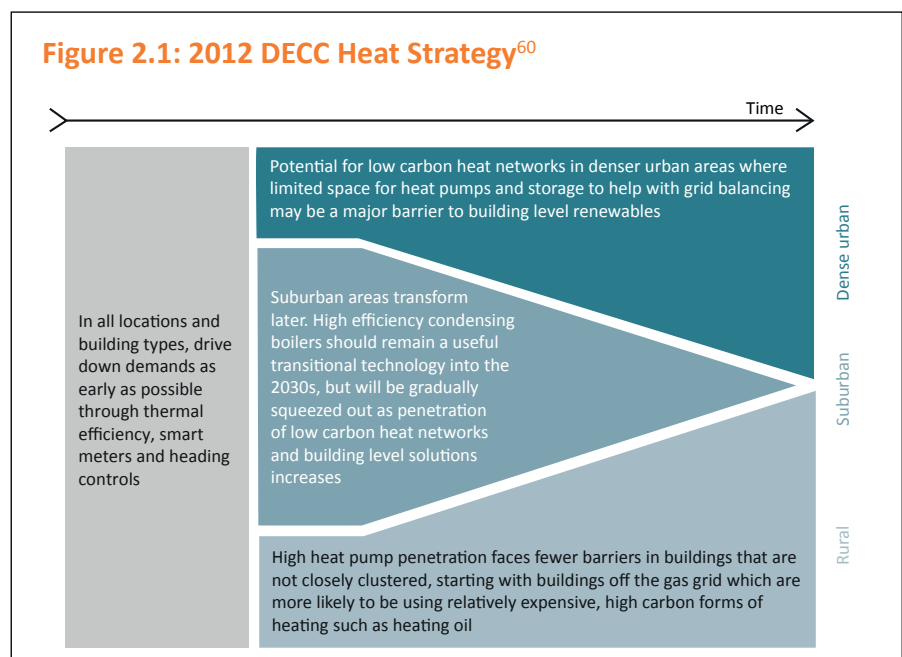 Figure 2.1: 2012 DECC Heat Strategy60
Time
In all locations and
building types, drive
down demands as
early as possible
through thermal
efficiency, smart
meters and heading
controls
Potential for low carbon heat networks in denser urban areas where
limited space for heat pumps and storage to help with grid balancing
may be a major barrier to building level renewables
Suburban areas transform
later. High efficiency condensing
boilers should remain a useful
transitional technology into the
2030s, but will be gradually
squeezed out as penetration
of low carbon heat networks
and building level solutions
increases
High heat pump penetration faces fewer barriers in buildings that are
not closely clustered, starting with buildings off the gas grid which are
more likely to be using relatively expensive, high carbon forms of
heating such as heating oil
Dense urban
Suburban
Rural